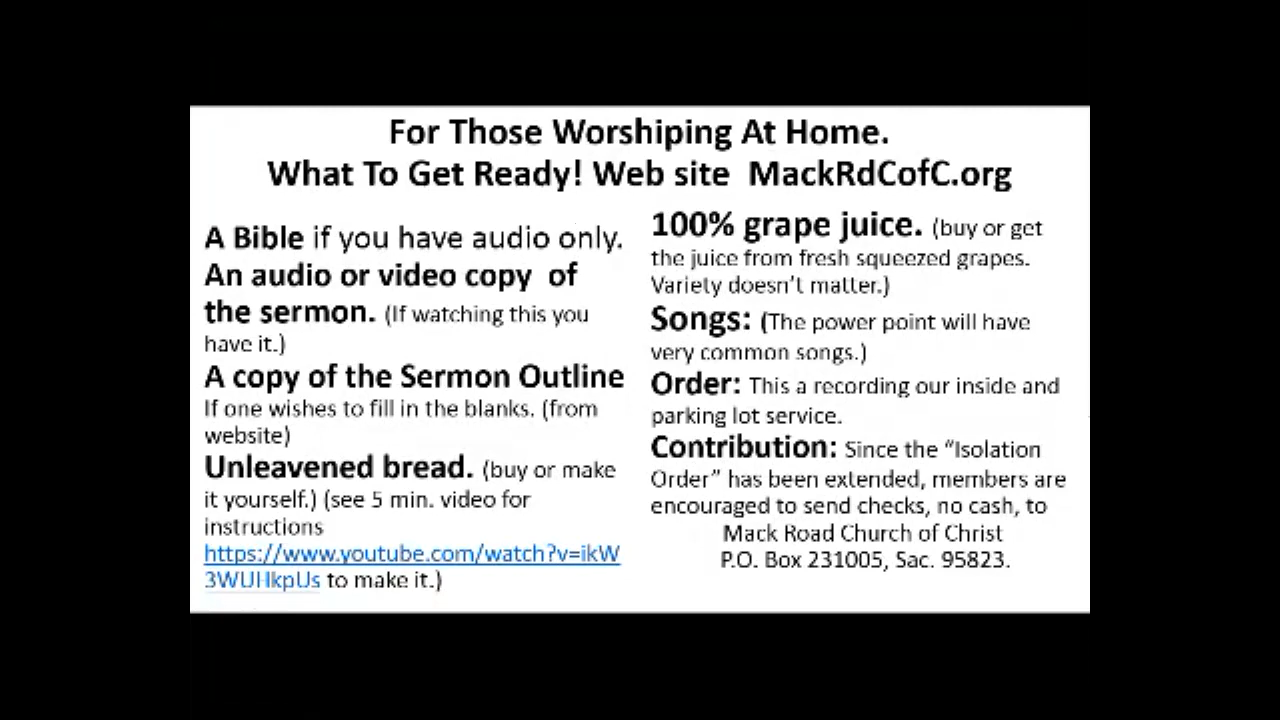 For Those Worshiping At Home.
What To Get Ready! Web site MackRdCofC.org
A Bible if you have audio only.
An audio or video copy of
the sermon. (If watching this you
have it.)
A copy of the Sermon Outline
If one wishes to fill in the blanks. (from
website)
Unleavened bread. (buy or make
it yourself.) (see 5 min. video for
instructions
https://www.youtube.com/watch?v=ikW
3WUHkpUs to make it.)
100% grape juice. (buy or get
the juice from fresh squeezed grapes.
Variety doesn't matter.)
Songs: (The power point will have
very common songs.)
Order: This a recording our inside and
parking lot service.
Contribution: Since the “Isolation
Order” has been extended, members are
encouraged to send checks, no cash, to
Mack Road Church of Christ
P.O. Box 231005, Sac. 95823.